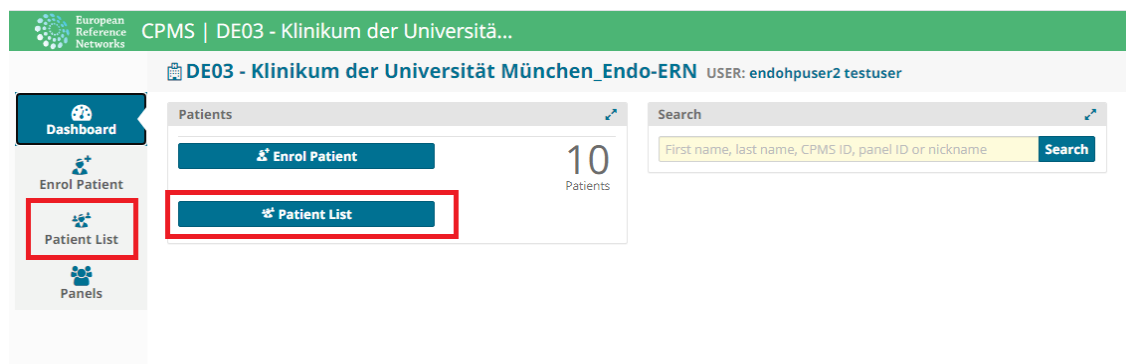 European
Reference
Networks
CPMS | DE03 - Klinikum der Universitä...
DE03 - Klinikum der Universität München_Endo-ERN USER: endohpuser2 testuser
Dashboard
Enrol Patient
Patient List
Panels
Patients
Enrol Patient
10
Patients
Patient List
Search
First name, last name, CPMS ID, panel ID or nickname
Search